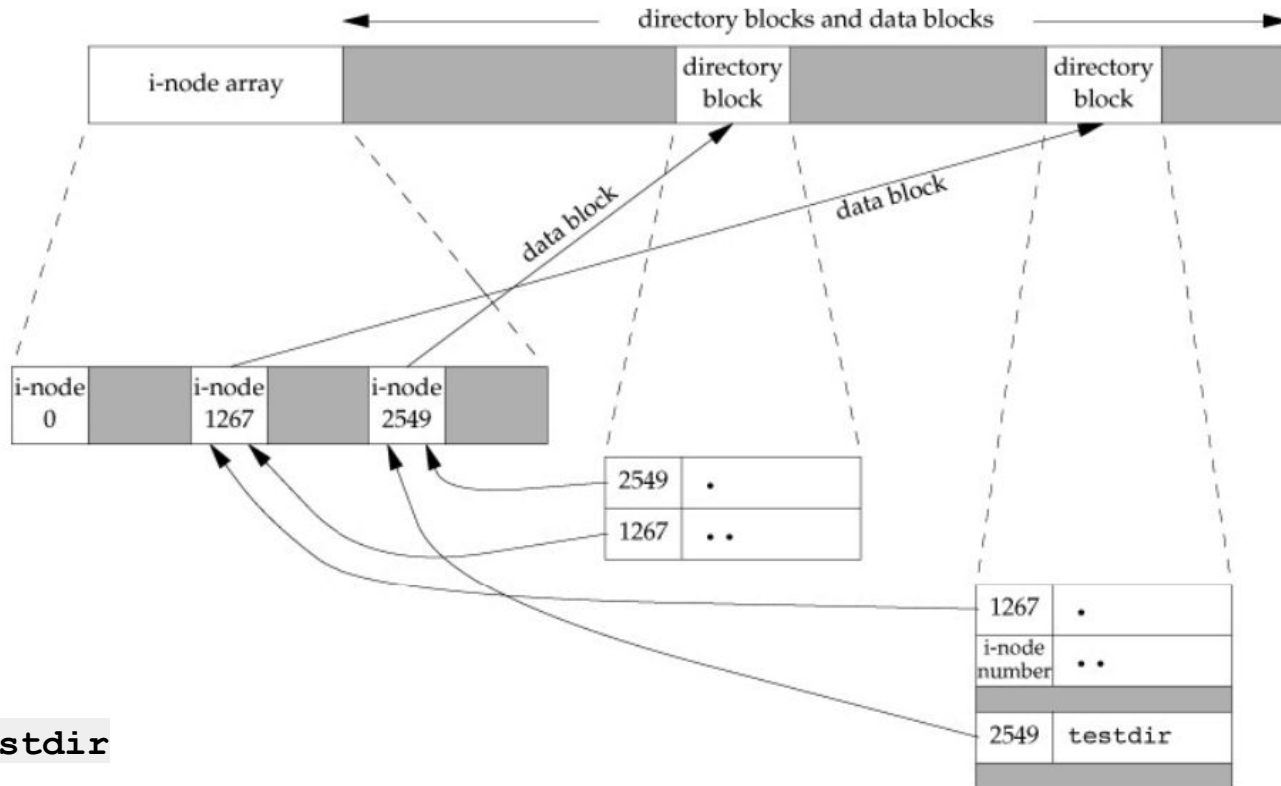 directory blocks and data blocks
i-node array
directory
block
directory
block
data block
data block
i-node
0
i-node
1267
i-node
2549
2549 .
1267 ..
1267 .
i-node
number ..
2549 testdir
stdir